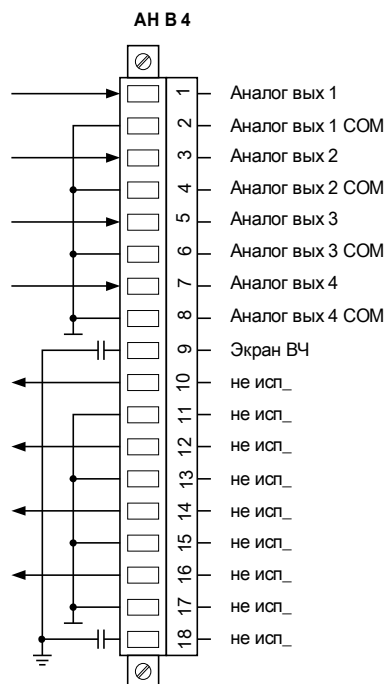 АН В 4
1 Аналог вых 1
2 Аналог вых 1 COM
3 Аналог вых 2
4 Аналог вых 2 COM
5 Аналог вых 3
6 Аналог вых 3 COM
7 Аналог вых 4
8 Аналог вых 4 COM
9 Экран ВЧ
10 не исп_
11 не исп_
12 не исп_
13 не исп_
14 не исп_
15 не исп_
16 не исп_
17 не исп_
18 не исп_